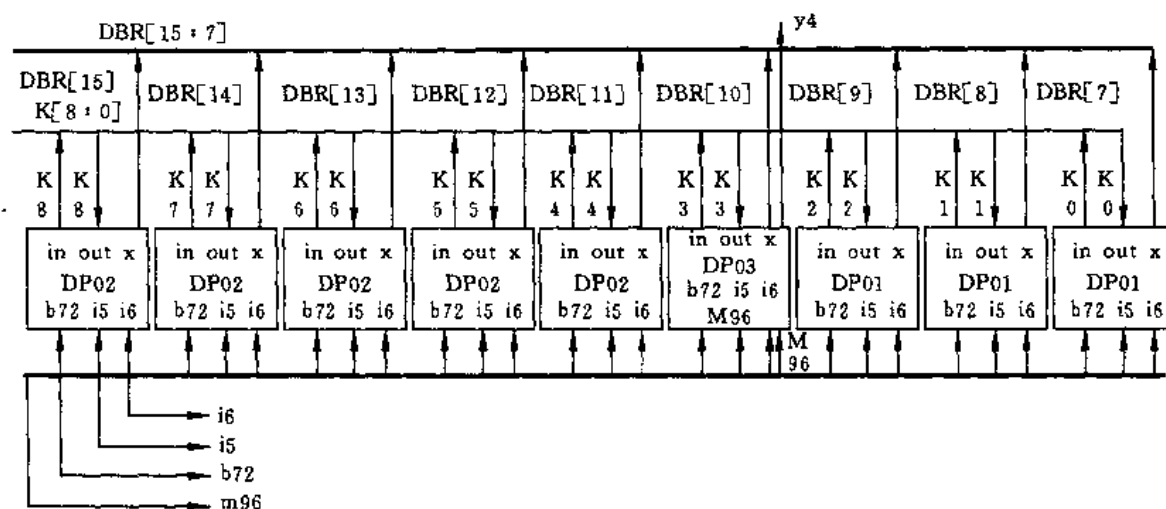 y4
DBR[15:7]
DBR[15] DBR[14] DBR[13] DBR[12] DBR[11] DBR[10] DBR[9] DBR[8] DBR[7]
K[8:0]
K K K K K K K K K K K K K K K K K K
8 8 7 7 6 6 5 5 4 4 3 3 2 2 1 1 0 0
in out x in out x in out x in out x in out x in out x in out x in out x in out x
DP02 DP02 DP02 DP02 DP02 DP03 DP01 DP01 DP01
b72 i5 i6 b72 i5 i6 b72 i5 i6 b72 i5 i6 b72 i5 i6 b72 i5 i6 b72 i5 i6 b72 i5 i6 b72 i5 i6
M96
M
96
i6
i5
b72
m96